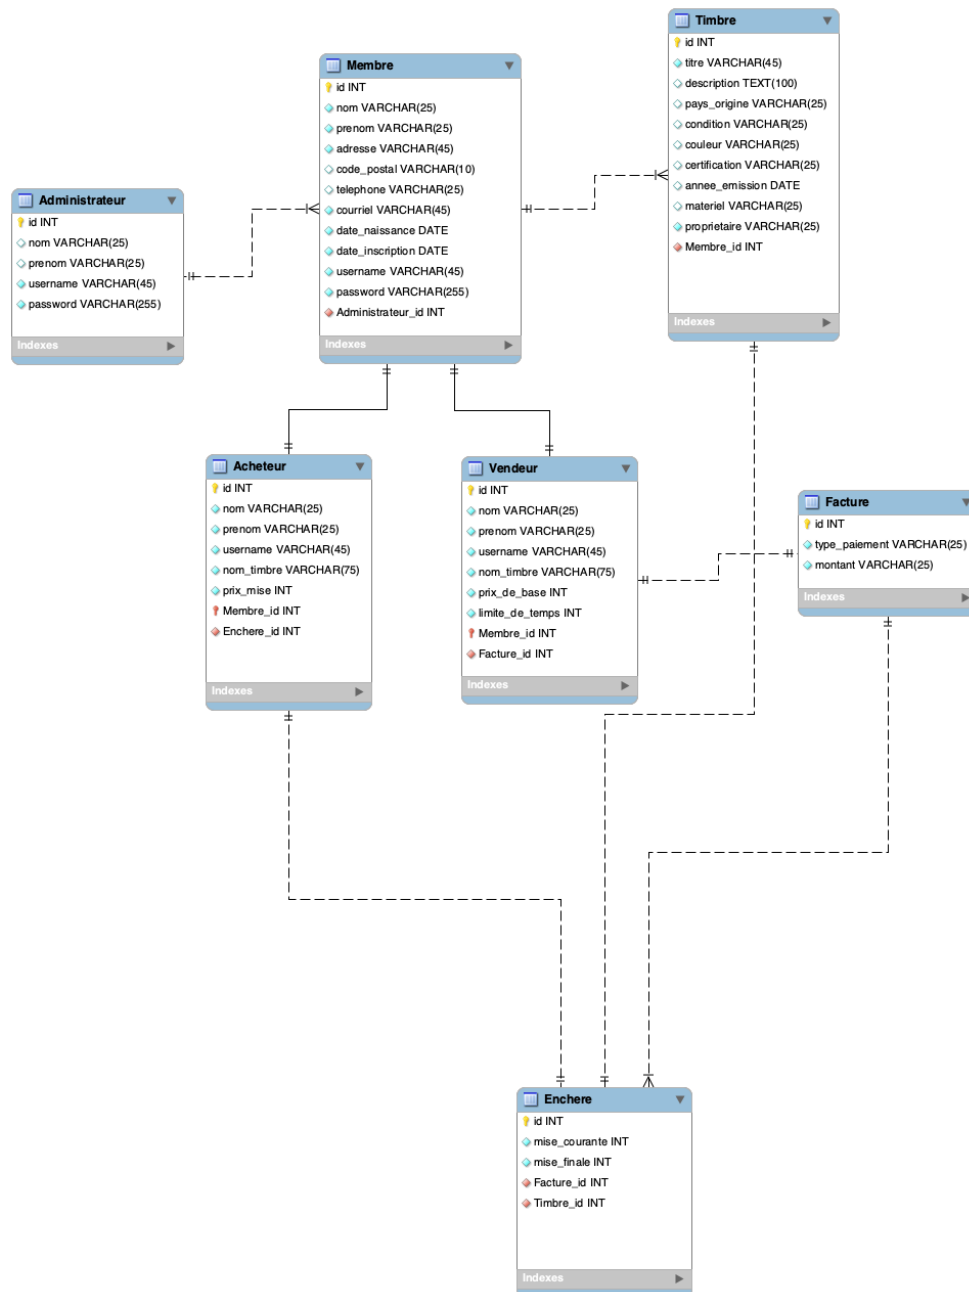 Timbre
id INT
titre VARCHAR(45)
description TEXT(100)
pays_origine VARCHAR(25)
condition VARCHAR(25)
couleur VARCHAR(25)
certification VARCHAR(25)
annee_emission DATE
materiel VARCHAR(25)
proprietaire VARCHAR(25)
Membre_id INT
Indexes
Membre
id INT
nom VARCHAR(25)
prenom VARCHAR(25)
adresse VARCHAR(45)
code_postal VARCHAR(10)
telephone VARCHAR(25)
courriel VARCHAR(45)
date_naissance DATE
date_inscription DATE
username VARCHAR(45)
password VARCHAR(255)
Administrateur_id INT
Indexes
Administrateur
id INT
nom VARCHAR(25)
prenom VARCHAR(25)
username VARCHAR(45)
password VARCHAR(255)
Indexes
Acheteur
id INT
nom VARCHAR(25)
prenom VARCHAR(25)
username VARCHAR(45)
nom_timbre VARCHAR(75)
prix_mise INT
Membre_id INT
Enchere_id INT
Indexes
Vendeur
id INT
nom VARCHAR(25)
prenom VARCHAR(25)
username VARCHAR(45)
nom_timbre VARCHAR(75)
prix_de_base INT
limite_de_temps INT
Membre_id INT
Facture_id INT
Indexes
Facture
id INT
type_paiement VARCHAR(25)
montant VARCHAR(25)
Indexes
Enchere
id INT
mise_courante INT
mise_finale INT
Facture_id INT
Timbre_id INT
Indexes